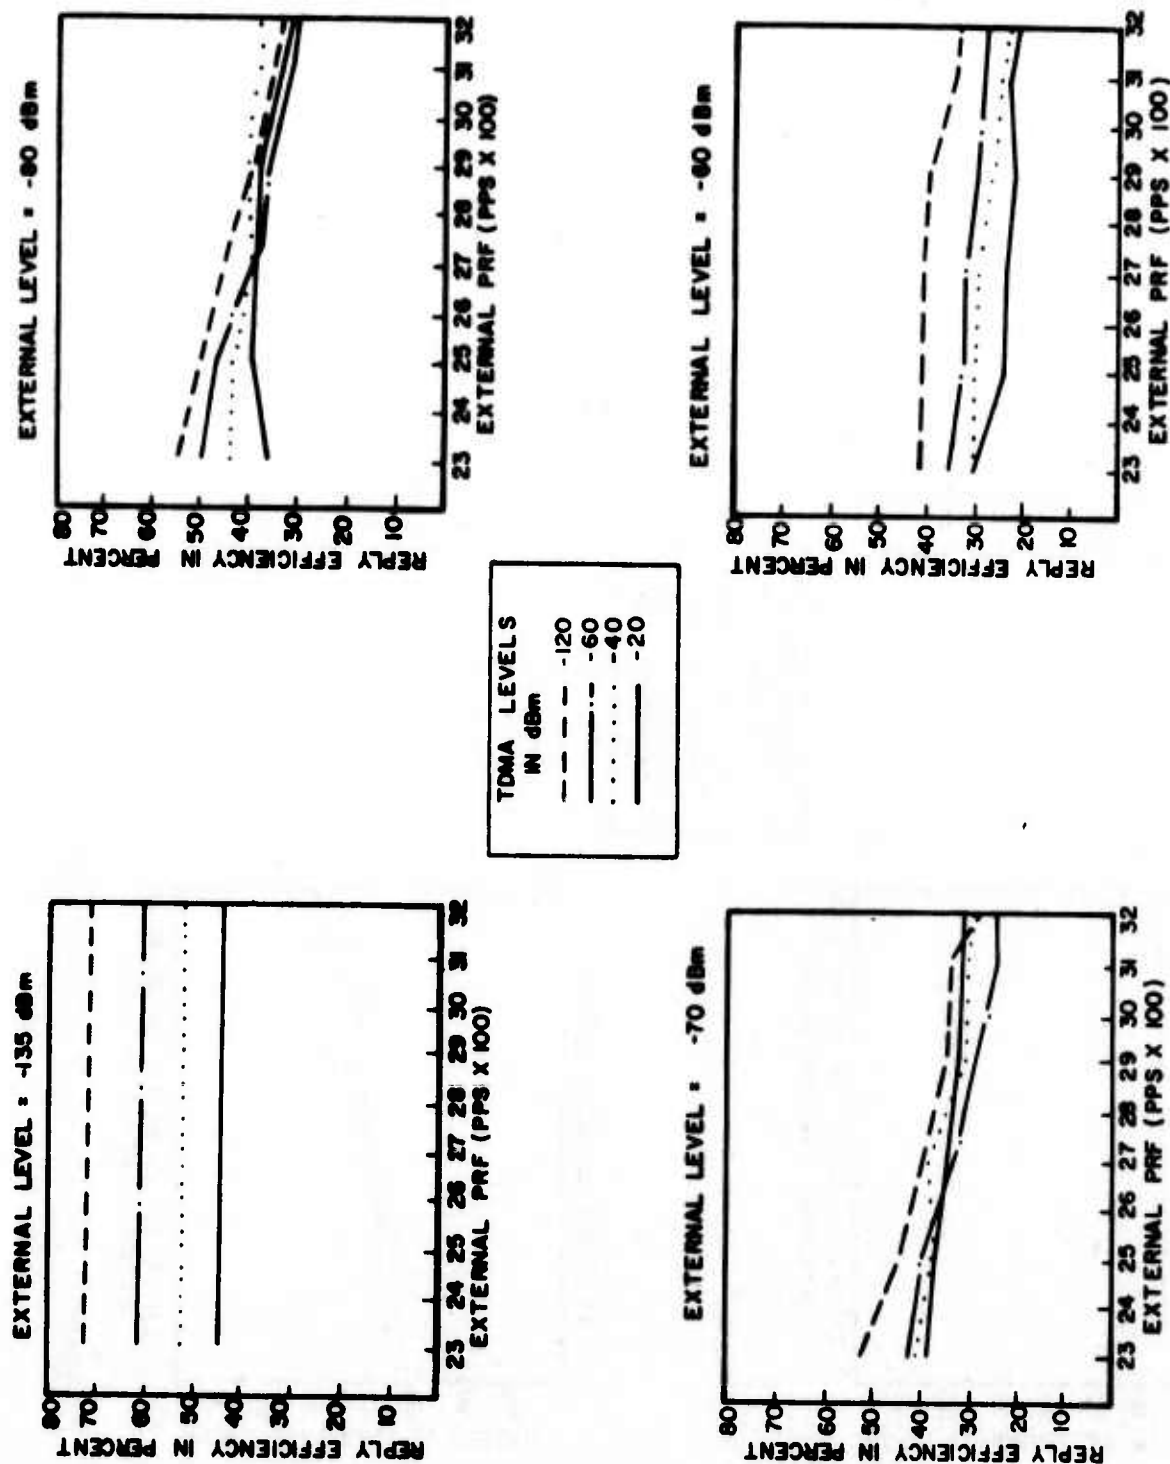 EXTERNAL LEVEL = -135 dBm
REPLY EFFICIENCY IN PERCENT
80
70
60
50
40
30
20
10
23 24 25 26 27 28 29 30 31 32
EXTERNAL PRF (PPS X 100)
EXTERNAL LEVEL = -80 dBm
REPLY EFFICIENCY IN PERCENT
80
70
60
50
40
30
20
10
23 24 25 26 27 28 29 30 31 32
EXTERNAL PRF (PPS X 100)
TDMA LEVELS
IN dBm
-120
-60
-40
-20
EXTERNAL LEVEL = -70 dBm
REPLY EFFICIENCY IN PERCENT
80
70
60
50
40
30
20
10
23 24 25 26 27 28 29 30 31 32
EXTERNAL PRF (PPS X 100)
EXTERNAL LEVEL = -60 dBm
REPLY EFFICIENCY IN PERCENT
80
70
60
50
40
30
20
10
23 24 25 26 27 28 29 30 31 32
EXTERNAL PRF (PPS X 100)